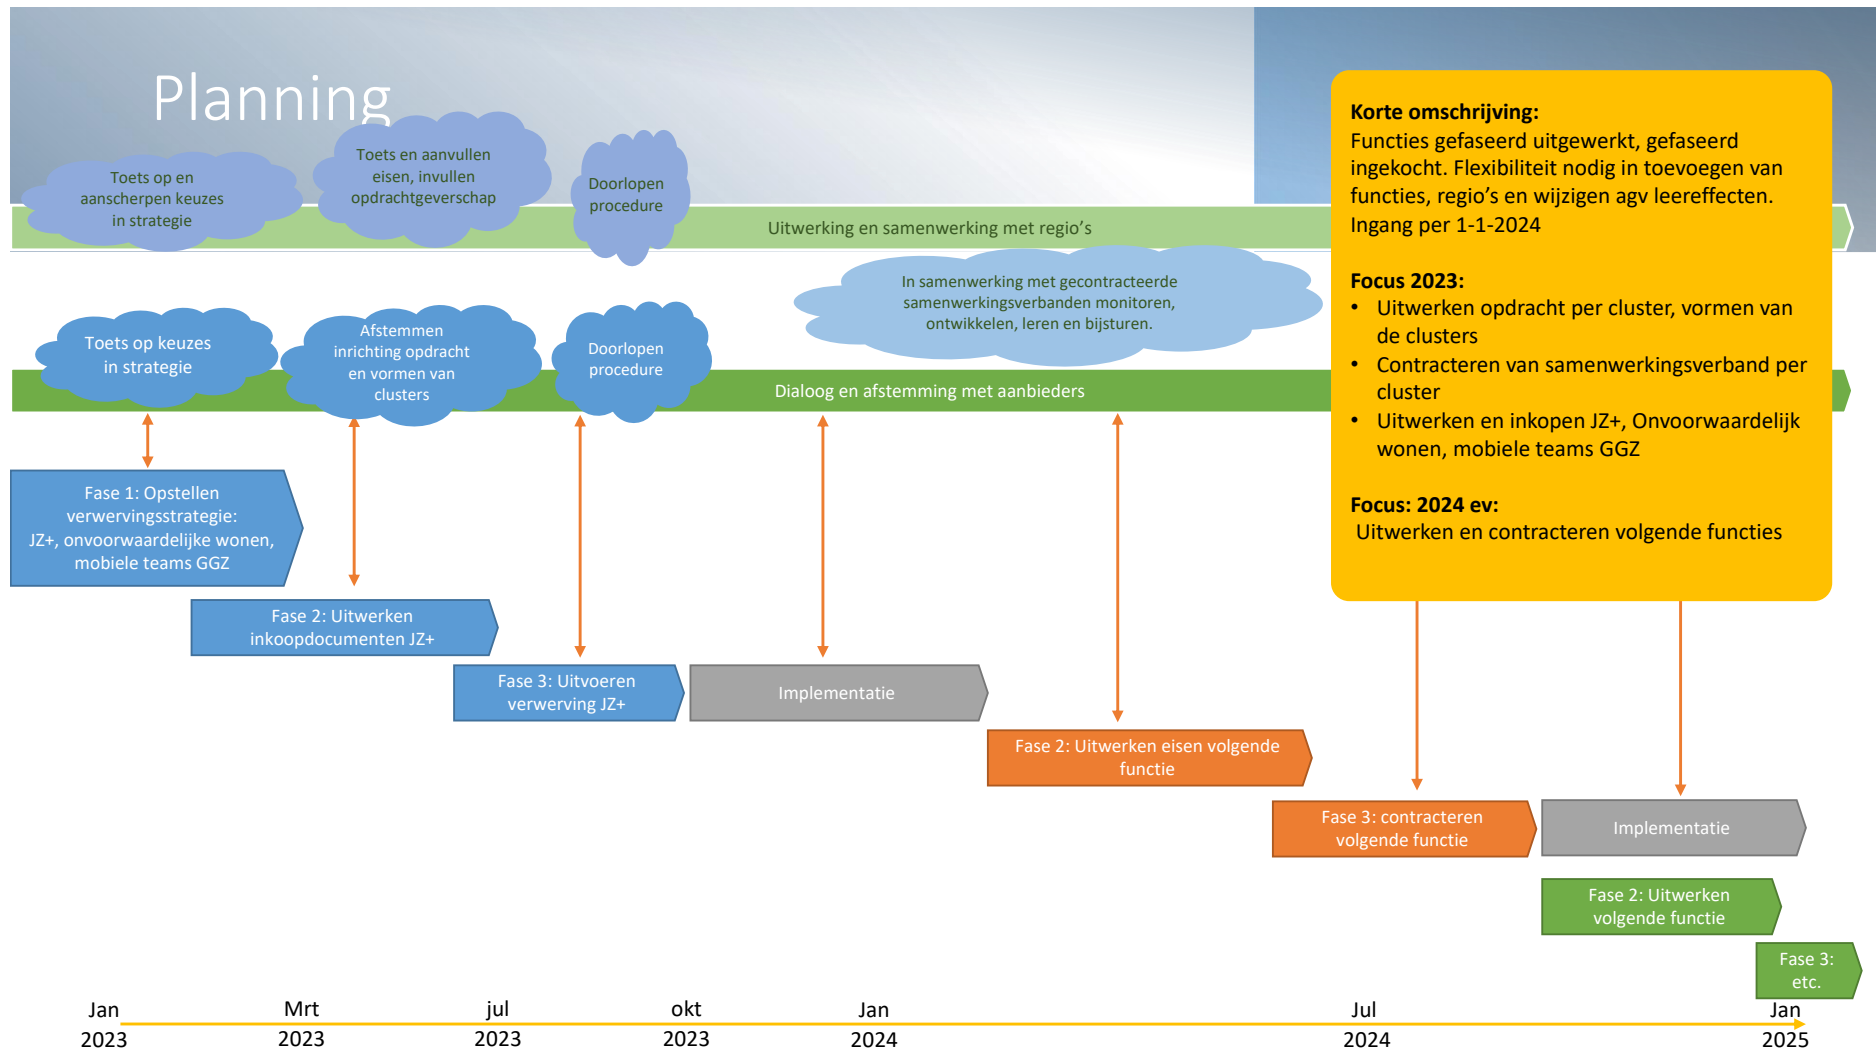 Planning
Toets op en
aanscherpen keuzes
in strategie
Toets en aanvullen
eisen, invullen
opdrachtgeverschap
Doorlopen
procedure
Uitwerking en samenwerking met regio's
In samenwerking met gecontracteerde
samenwerkingsverbanden monitoren,
ontwikkelen, leren en bijsturen.
Toets op keuzes
in strategie
Afstemmen
inrichting opdracht
en vormen van
clusters
Doorlopen
procedure
Dialoog en afstemming met aanbieders
Korte omschrijving:
Functies gefaseerd uitgewerkt, gefaseerd
ingekocht. Flexibiliteit nodig in toevoegen van
functies, regio's en wijzigen agv leereffecten.
Ingang per 1-1-2024
Focus 2023:
• Uitwerken opdracht per cluster, vormen van
de clusters
• Contracteren van samenwerkingsverband per
cluster
• Uitwerken en inkopen JZ+, Onvoorwaardelijk
wonen, mobiele teams GGZ
Focus: 2024 ev:
Uitwerken en contracteren volgende functies
Fase 1: Opstellen
verwervingsstrategie:
JZ+, onvoorwaardelijke wonen,
mobiele teams GGZ
Fase 2: Uitwerken
inkoopdocumenten JZ+
Fase 3: Uitvoeren
verwerving JZ+
Implementatie
Fase 2: Uitwerken eisen volgende
functie
Fase 3: contracteren
volgende functie
Implementatie
Fase 2: Uitwerken
volgende functie
Fase 3:
etc.
Jan
2023
Mrt
2023
jul
2023
okt
2023
Jan
2024
Jul
2024
Jan
2025